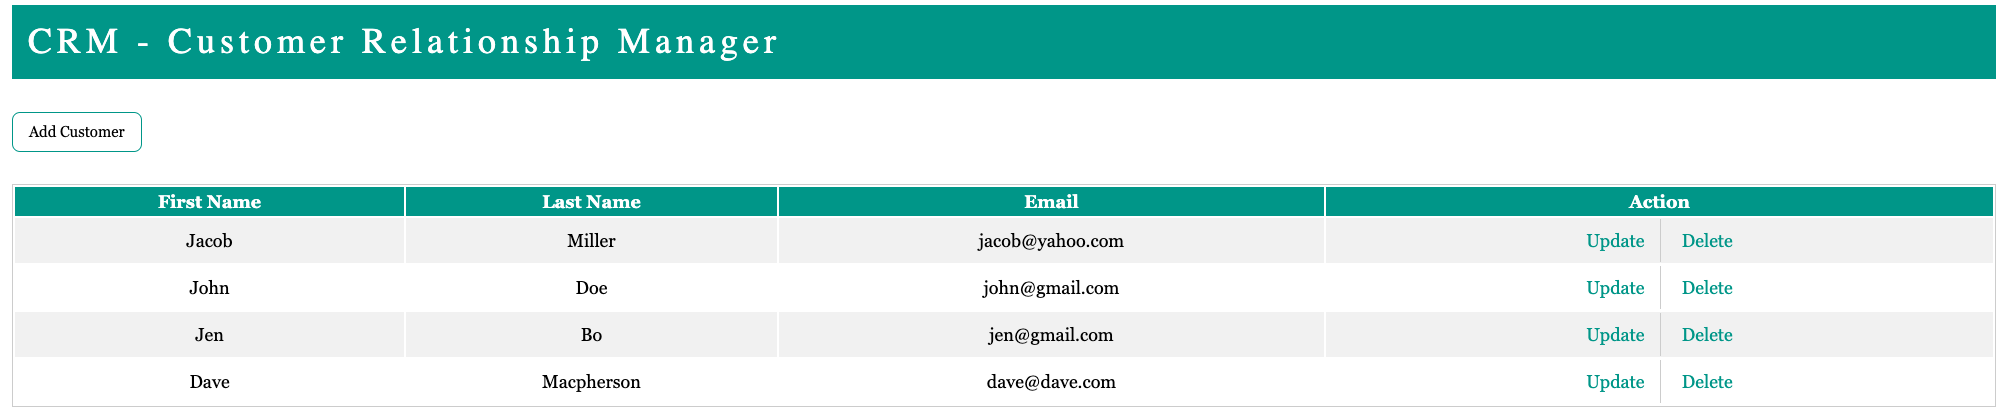 CRM - Customer Relationship Manager
Add Customer
First Name Last Name Email Action
Jacob Miller jacob@yahoo.com Update Delete
John Doe john@gmail.com Update Delete
Jen Bo jen@gmail.com Update Delete
Dave Macpherson dave@dave.com Update Delete